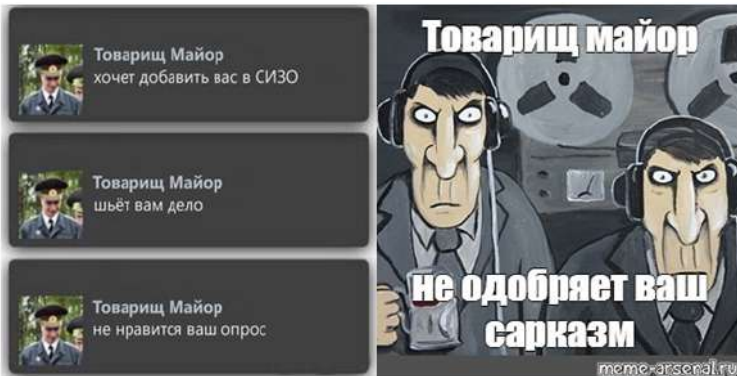 Товарищ Майор
хочет добавить вас в СИЗО
Товарищ Майор
шьёт вам дело
Товарищ Майор
не нравится ваш опрос
Товарищ майор
не одобряет ваш
сарказм
meme-arsenal.ru